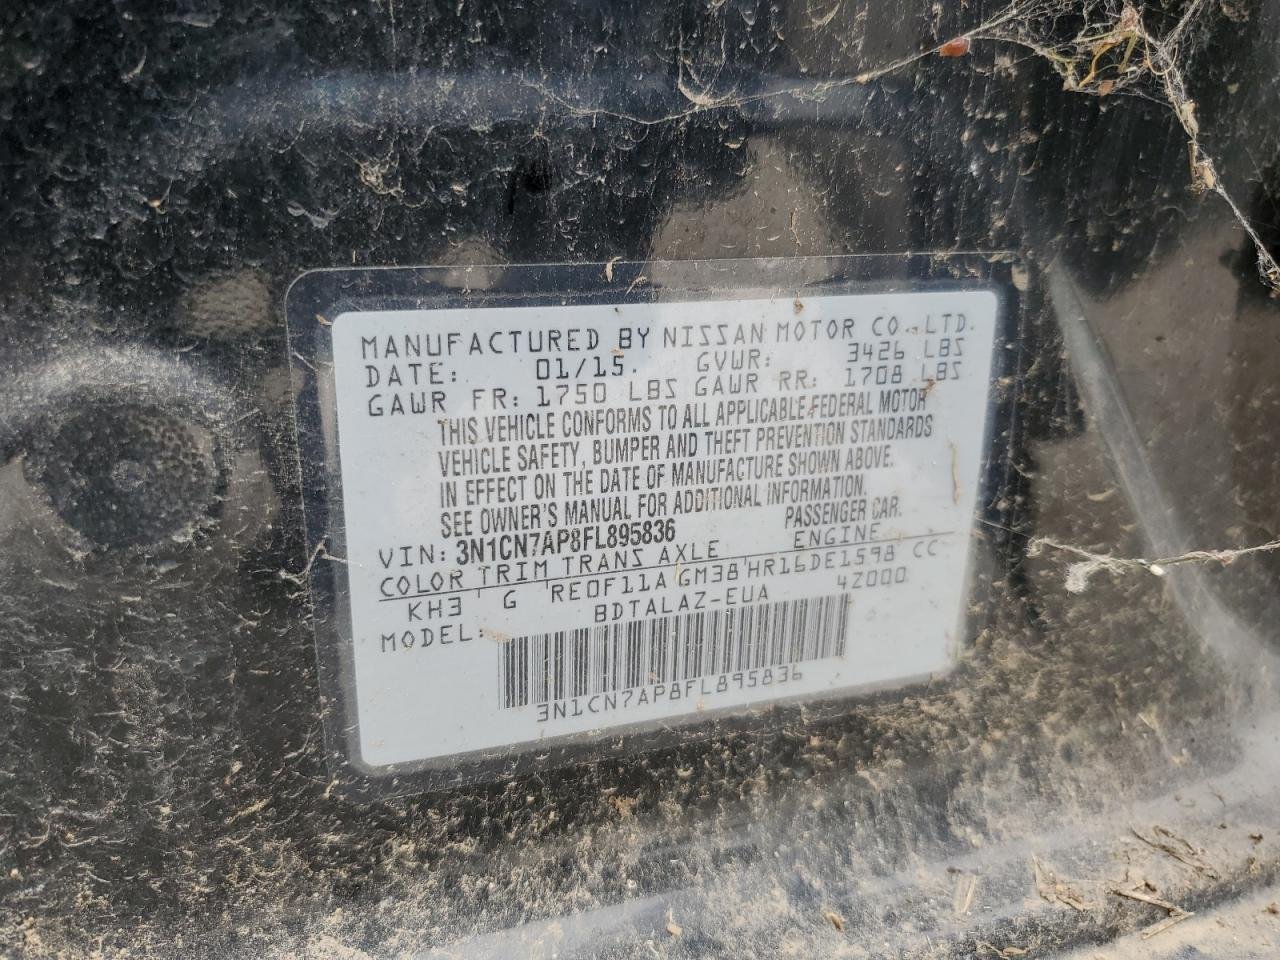 MANUFACTURED BY NISSAN MOTOR CO.,LTD.
DATE: 01/15. GVWR: 3426 LBS
GAWR FR: 1750 LBS GAWR RR: 1708 LBS
THIS VEHICLE CONFORMS TO ALL APPLICABLE FEDERAL MOTOR
VEHICLE SAFETY, BUMPER AND THEFT PREVENTION STANDARDS
IN EFFECT ON THE DATE OF MANUFACTURE SHOWN ABOVE.
SEE OWNER'S MANUAL FOR ADDITIONAL INFORMATION.
VIN: 3N1CN7AP8FL895836 PASSENGER CAR.
COLOR TRIM TRANS AXLE ENGINE
KH3 G RE0F11A GM38 HR16DE1598 CC
MODEL: BDTALAZ-EUA 4Z000
3N1CN7AP8FL895836